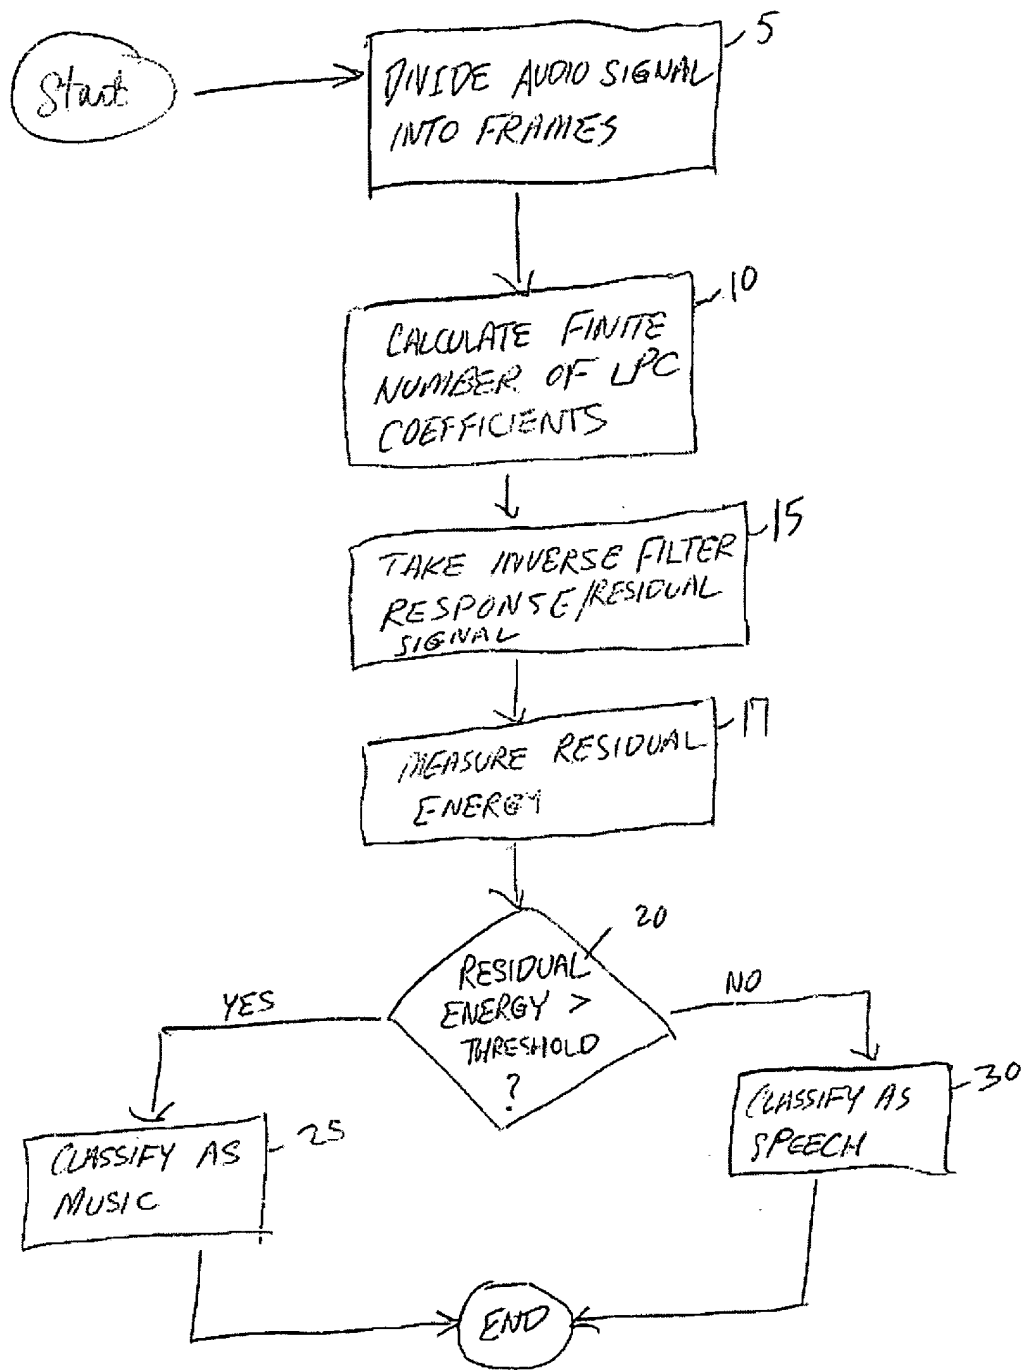 Start
5
DIVIDE AUDIO SIGNAL
INTO FRAMES
10
CALCULATE FINITE
NUMBER OF LPC
COEFFICIENTS
15
TAKE INVERSE FILTER
RESPONSE/RESIDUAL
SIGNAL
17
MEASURE RESIDUAL
ENERGY
20
RESIDUAL
ENERGY >
THRESHOLD
?
YES
NO
25
CLASSIFY AS
MUSIC
30
CLASSIFY AS
SPEECH
END